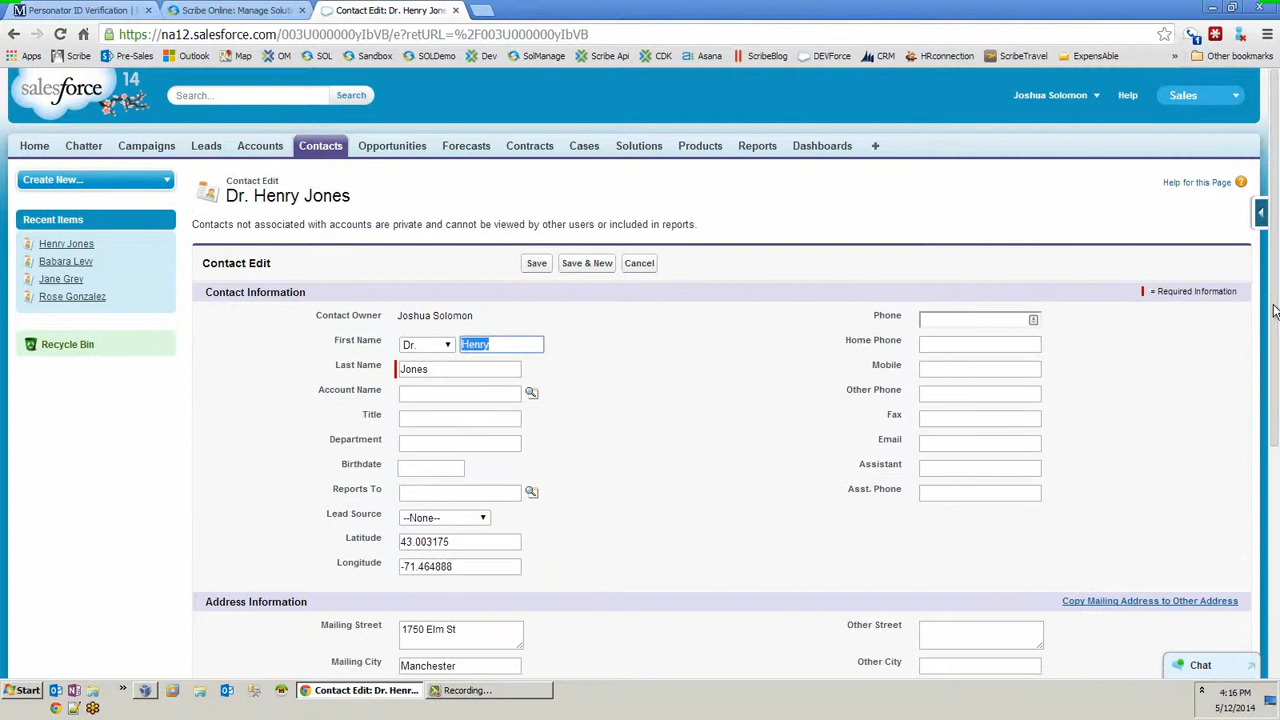 Personator ID Verification |
Scribe Online: Manage Soluti
Contact Edit: Dr. Henry Jone
https://na12.salesforce.com/003U000000yIbVB/e?retURL=%2F003U000000yIbVB
Apps
Scribe
Pre-Sales
Outlook
Map
OM
SOL
Sandbox
SOLDemo
Dev
SolManage
Scribe Api
CDK
Asana
ScribeBlog
DEVForce
CRM
HRconnection
ScribeTravel
ExpensAble
»
Other bookmarks
salesforce
14
Search...
Search
Joshua Solomon
Help
Sales
Home
Chatter
Campaigns
Leads
Accounts
Contacts
Opportunities
Forecasts
Contracts
Cases
Solutions
Products
Reports
Dashboards
+
Create New...
Recent Items
Henry Jones
Babara Levy
Jane Grey
Rose Gonzalez
Recycle Bin
Contact Edit
Dr. Henry Jones
Help for this Page
Contacts not associated with accounts are private and cannot be viewed by other users or included in reports.
Contact Edit
Save
Save & New
Cancel
Contact Information
= Required Information
Contact Owner
Joshua Solomon
Phone
First Name
Dr.
Henry
Home Phone
Last Name
Jones
Mobile
Account Name
Other Phone
Title
Fax
Department
Email
Birthdate
Assistant
Reports To
Asst. Phone
Lead Source
--None--
Latitude
43.003175
Longitude
-71.464888
Address Information
Copy Mailing Address to Other Address
Mailing Street
1750 Elm St
Other Street
Mailing City
Manchester
Other City
Chat
Start
»
Contact Edit: Dr. Henr...
Recording...
4:16 PM
5/12/2014